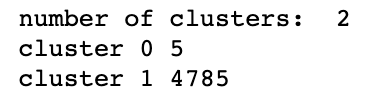 number of clusters:  2
cluster 0 5
cluster 1 4785